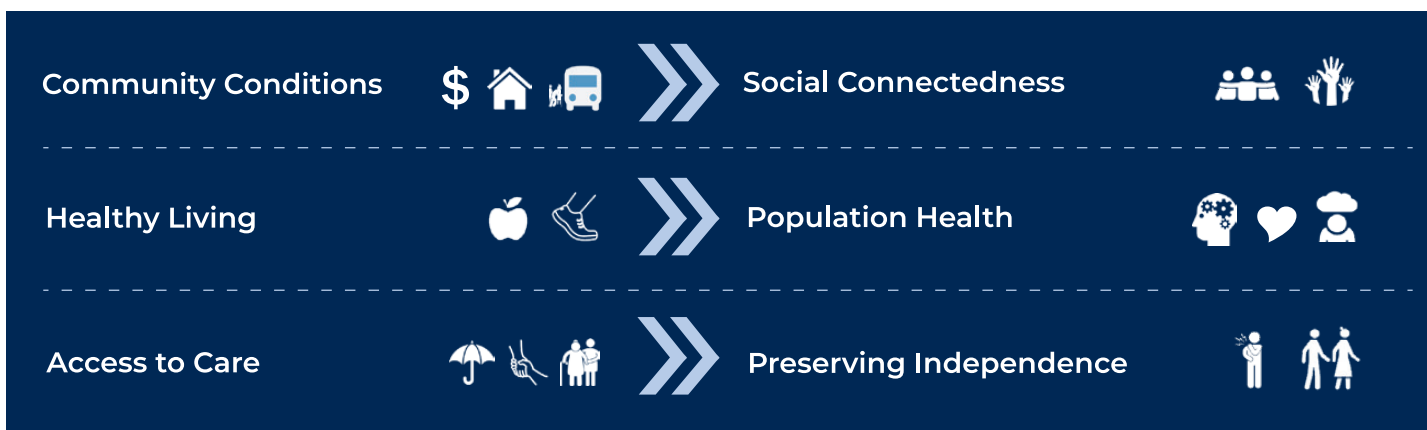 Community Conditions
$
Social Connectedness
Healthy Living
Population Health
Access to Care
Preserving Independence